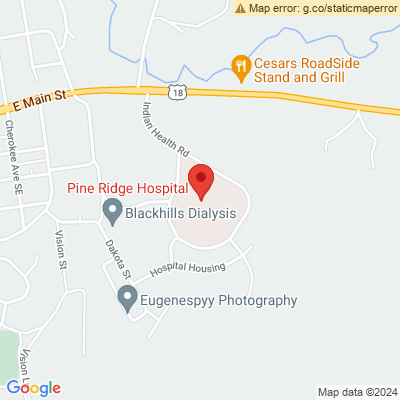 Map error: g.co/staticmaperror
Cesars RoadSide
Stand and Grill
18
E Main St
Indian Health Rd
Cherokee Ave SE
Pine Ridge Hospital
Blackhills Dialysis
Vision St
Dakota St
Hospital Housing
Eugenespyy Photography
Vision L
Google
Map data ©2024